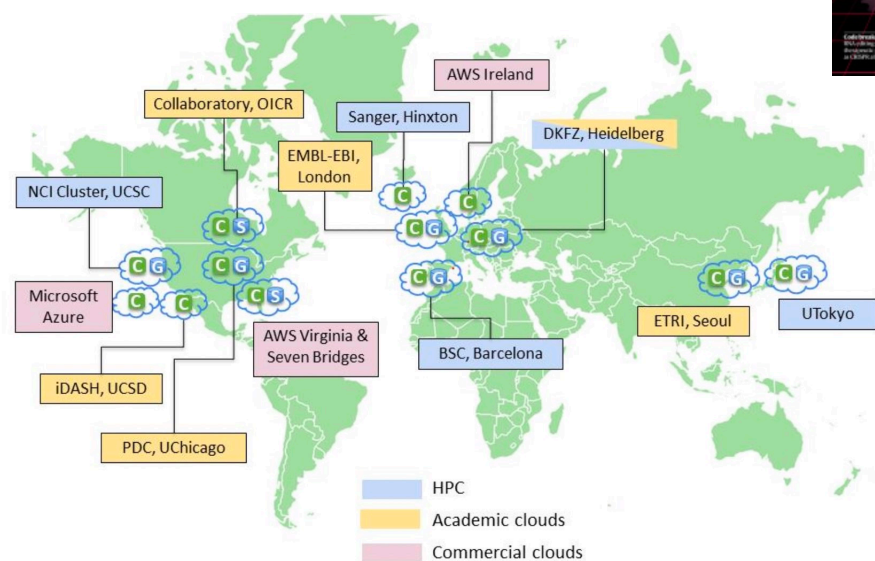 AWS Ireland
Collaboratory, OICR
Sanger, Hinxton
DKFZ, Heidelberg
EMBL-EBI,
London
NCI Cluster, UCSC
C
C
C S
C G
C G
C G
C G
C G
C G
C G
Microsoft
Azure
C
C
C S
ETRI, Seoul
UTokyo
AWS Virginia &
Seven Bridges
BSC, Barcelona
iDASH, UCSD
PDC, UChicago
HPC
Academic clouds
Commercial clouds